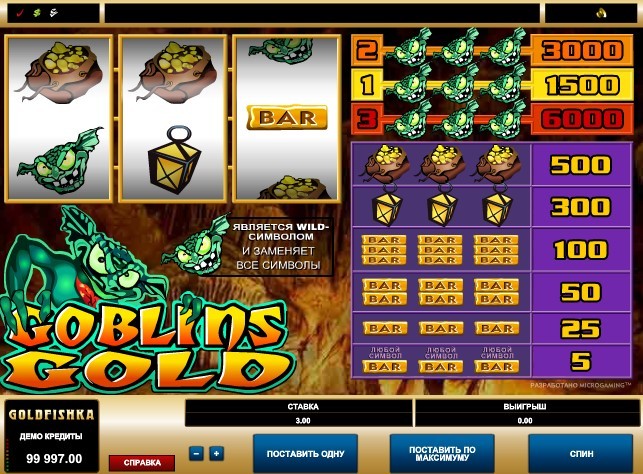 BAR
2 3000
1 1500
3 6000
500
300
BAR BAR BAR
BAR BAR BAR
BAR BAR BAR
100
BAR BAR BAR
BAR BAR BAR
50
BAR BAR BAR
25
ЛЮБОЙ ЛЮБОЙ ЛЮБОЙ
СИМВОЛ СИМВОЛ СИМВОЛ
BAR BAR BAR
5
РАЗРАБОТАНО MICROGAMING™
ЯВЛЯЕТСЯ WILD-
СИМВОЛОМ
И ЗАМЕНЯЕТ
ВСЕ СИМВОЛЫ
GOBLINS
GOLD
GOLDFISHKA
ДЕМО КРЕДИТЫ
99 997.00
СТАВКА
3.00
ВЫИГРЫШ
0.00
СПРАВКА
- +
ПОСТАВИТЬ ОДНУ
ПОСТАВИТЬ ПО
МАКСИМУМУ
СПИН